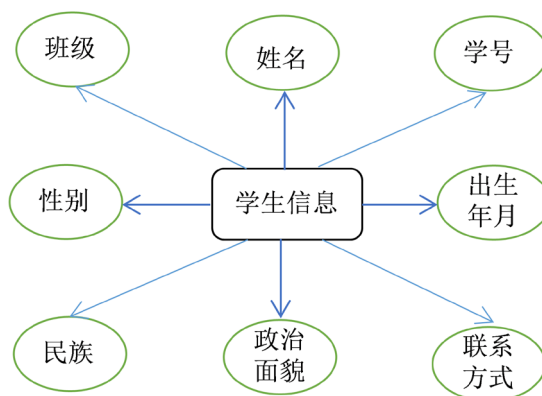 班级
姓名
学号
性别
学生信息
出生
年月
民族
政治
面貌
联系
方式